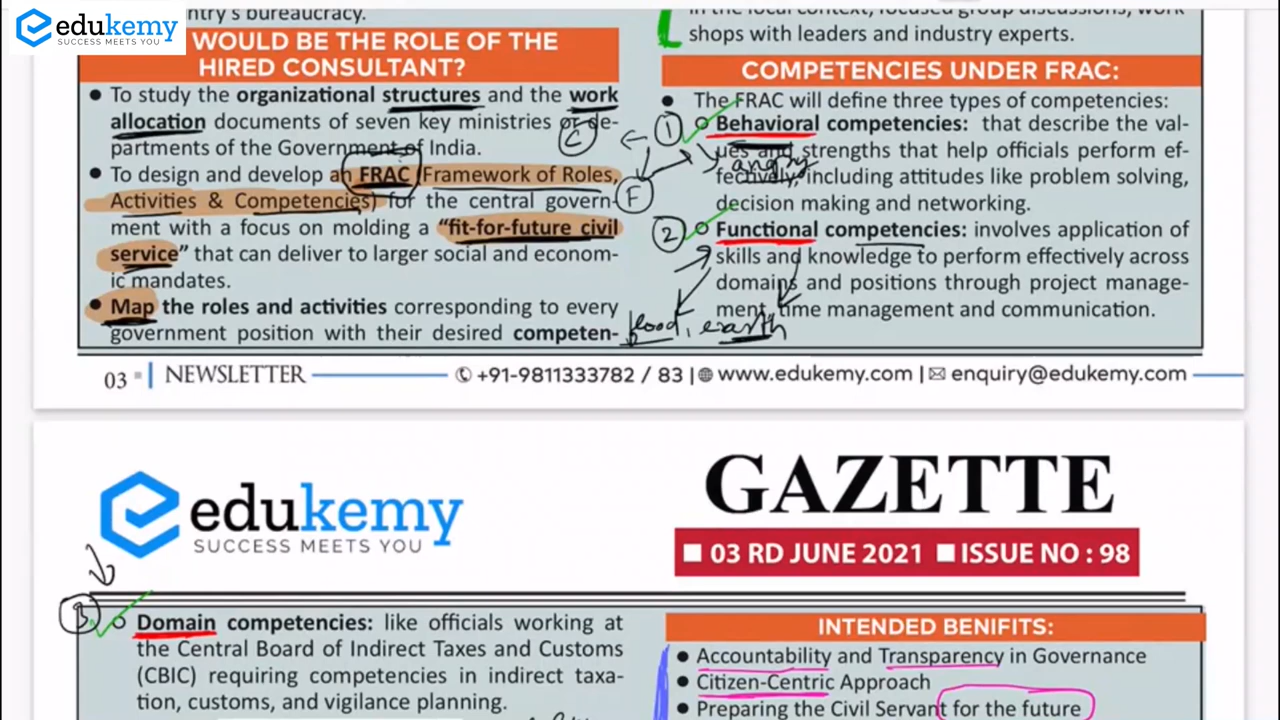 edukemy
SUCCESS MEETS YOU
ntry's bureaucracy.
WOULD BE THE ROLE OF THE
HIRED CONSULTANT?
● To study the organizational structures and the work
allocation documents of seven key ministries or de-
partments of the Government of India.
● To design and develop an FRAC (Framework of Roles,
Activities & Competencies) for the central govern-
ment with a focus on molding a “fit-for-future civil
service” that can deliver to larger social and econom-
ic mandates.
● Map the roles and activities corresponding to every
government position with their desired competen-
in the local context, focused group discussions, work
shops with leaders and industry experts.
COMPETENCIES UNDER FRAC:
● The FRAC will define three types of competencies:
1
○ Behavioral competencies: that describe the val-
C
ues and strengths that help officials perform ef-
angry
fectively, including attitudes like problem solving,
F
decision making and networking.
2
○ Functional competencies: involves application of
skills and knowledge to perform effectively across
domains and positions through project manage-
ment, time management and communication.
flood, earth
03 NEWSLETTER +91-9811333782 / 83 | www.edukemy.com | enquiry@edukemy.com
edukemy
SUCCESS MEETS YOU
GAZETTE
■ 03 RD JUNE 2021 ■ ISSUE NO : 98
3
○ Domain competencies: like officials working at
the Central Board of Indirect Taxes and Customs
(CBIC) requiring competencies in indirect taxa-
tion, customs, and vigilance planning.
INTENDED BENIFITS:
● Accountability and Transparency in Governance
● Citizen-Centric Approach
● Preparing the Civil Servant for the future